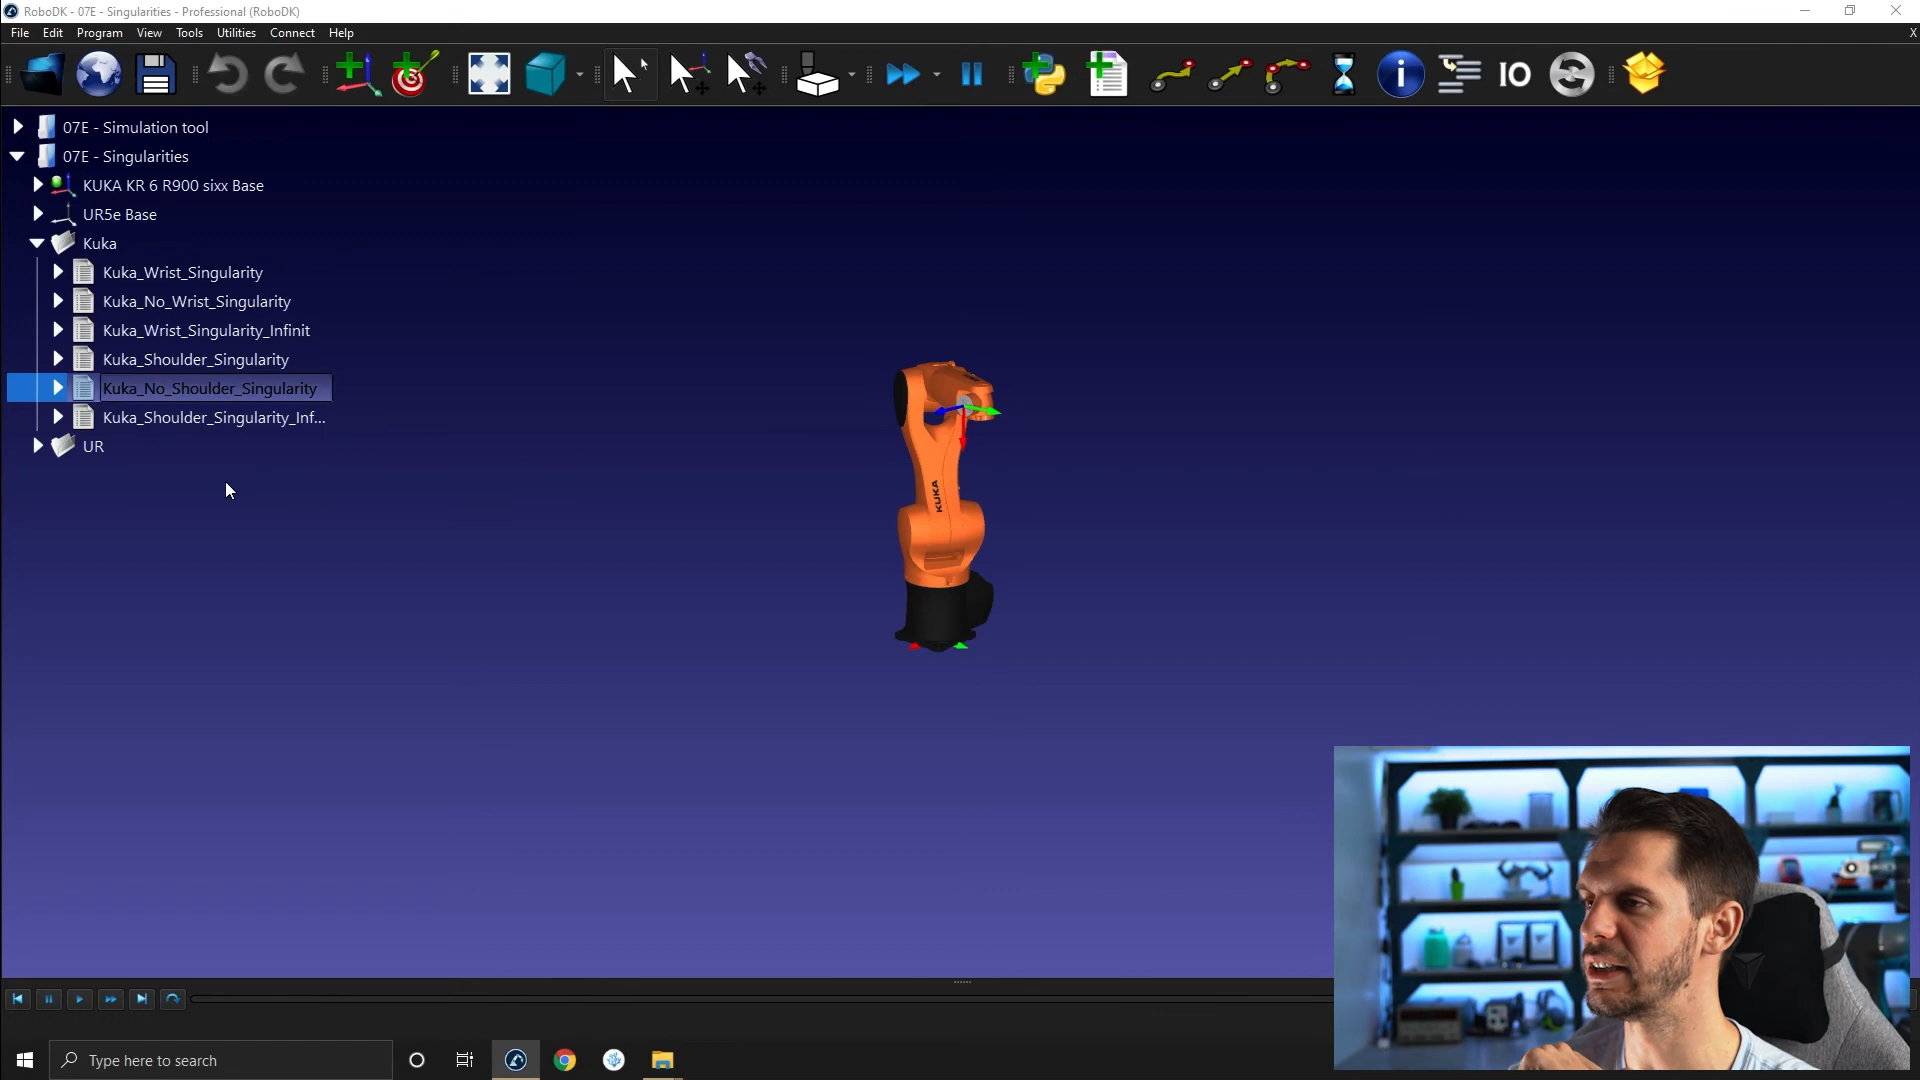 RoboDK - 07E - Singularities - Professional (RoboDK)
File Edit Program View Tools Utilities Connect Help X
IO
07E - Simulation tool
07E - Singularities
KUKA KR 6 R900 sixx Base
UR5e Base
Kuka
Kuka_Wrist_Singularity
Kuka_No_Wrist_Singularity
Kuka_Wrist_Singularity_Infinit
Kuka_Shoulder_Singularity
Kuka_No_Shoulder_Singularity
Kuka_Shoulder_Singularity_Inf...
UR
KUKA
Type here to search